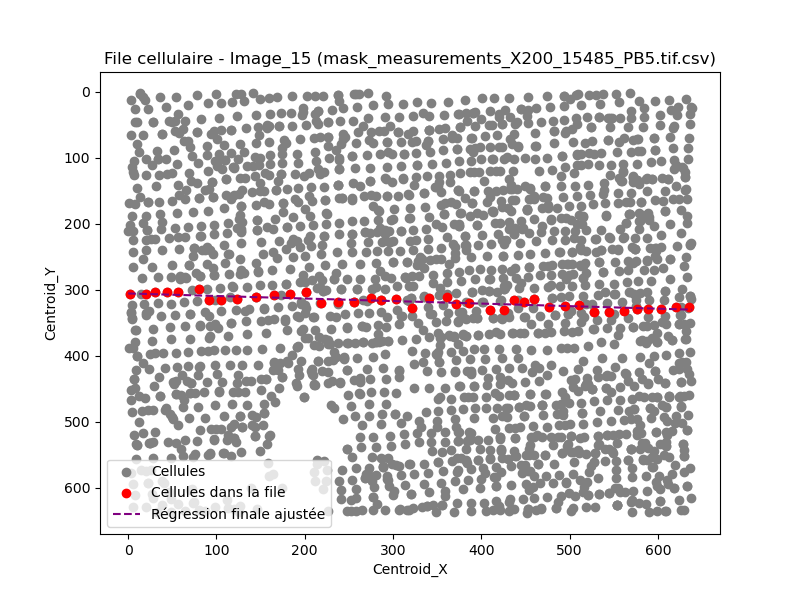 File cellulaire - Image_15 (mask_measurements_X200_15485_PB5.tif.csv)
Centroid_Y
0
100
200
300
400
500
600
Cellules
Cellules dans la file
Régression finale ajustée
0 100 200 300 400 500 600
Centroid_X